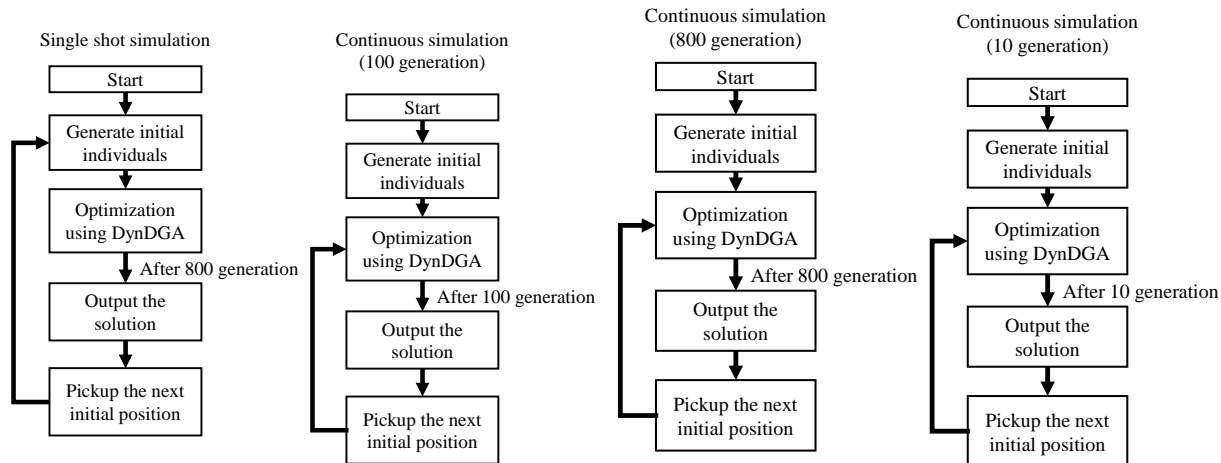 Single shot simulation
Start
Generate initial
individuals
Optimization
using DynDGA
After 800 generation
Output the
solution
Pickup the next
initial position
Continuous simulation
(100 generation)
Start
Generate initial
individuals
Optimization
using DynDGA
After 100 generation
Output the
solution
Pickup the next
initial position
Continuous simulation
(800 generation)
Start
Generate initial
individuals
Optimization
using DynDGA
After 800 generation
Output the
solution
Pickup the next
initial position
Continuous simulation
(10 generation)
Start
Generate initial
individuals
Optimization
using DynDGA
After 10 generation
Output the
solution
Pickup the next
initial position